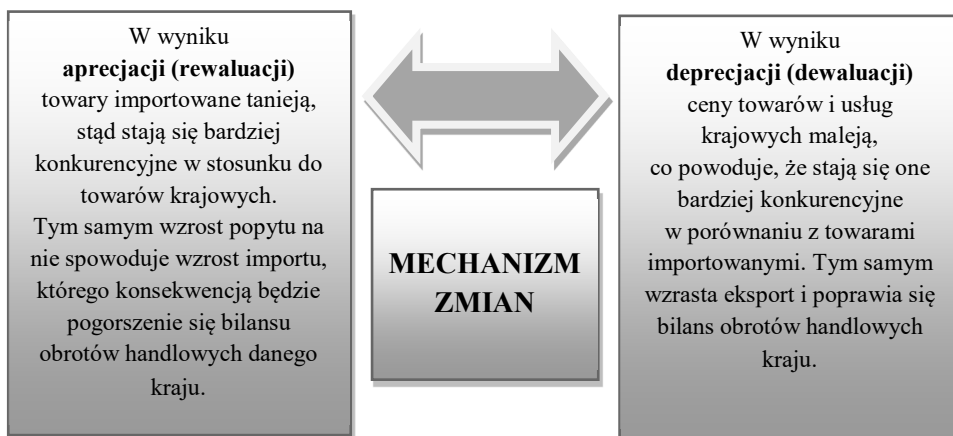 W wyniku
aprecjacji (rewaluacji)
towary importowane tanieją,
stąd stają się bardziej
konkurencyjne w stosunku do
towarów krajowych.
Tym samym wzrost popytu na
nie spowoduje wzrost importu,
którego konsekwencją będzie
pogorszenie się bilansu
obrotów handlowych danego
kraju.
MECHANIZM
ZMIAN
W wyniku
deprecjacji (dewaluacji)
ceny towarów i usług
krajowych maleją,
co powoduje, że stają się one
bardziej konkurencyjne
w porównaniu z towarami
importowanymi. Tym samym
wzrasta eksport i poprawia się
bilans obrotów handlowych
kraju.